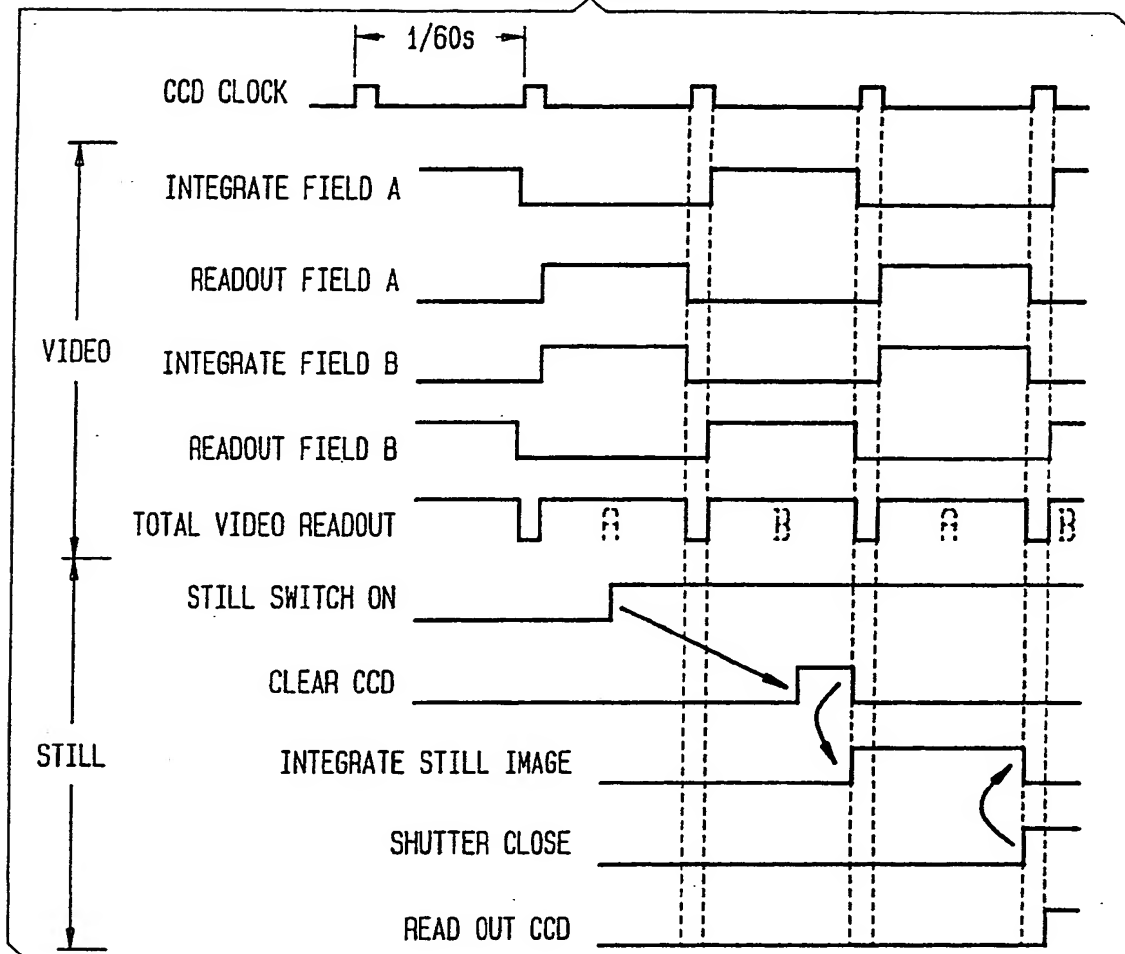 1/60s
CCD CLOCK
INTEGRATE FIELD A
READOUT FIELD A
VIDEO
INTEGRATE FIELD B
READOUT FIELD B
TOTAL VIDEO READOUT
A B A B
STILL SWITCH ON
CLEAR CCD
STILL
INTEGRATE STILL IMAGE
SHUTTER CLOSE
READ OUT CCD